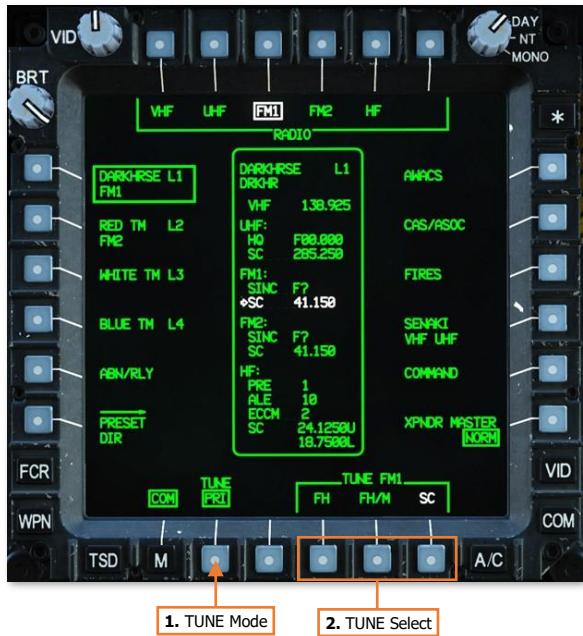 VID
DAY
NT
MONO
BRT
VHF UHF FM1 FM2 HF
RADIO
*
DARKHRSE L1
FM1
RED TM L2
FM2
WHITE TM L3
BLUE TM L4
ABN/RLY
PRESET
DIR
DARKHRSE L1
DRKHR
VHF 138.925
UHF:
HQ F00.000
SC 285.250
FM1:
SINC F?
SC 41.150
FM2:
SINC F?
SC 41.150
HF:
PRE 1
ALE 10
ECCM 2
SC 24.1250U
18.7500L
AWACS
CAS/ASOC
FIRES
SENAKI
VHF UHF
COMMAND
XPNDR MASTER
NORM
FCR
WPN
VID
COM
TUNE
COM PRI
TUNE FM1
FH FH/M SC
TSD M A/C
1. TUNE Mode
2. TUNE Select